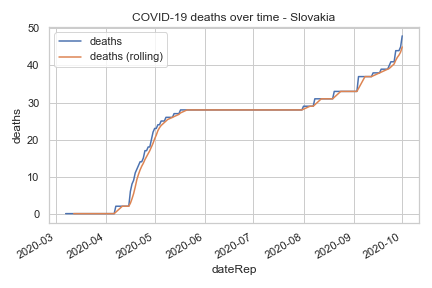 COVID-19 deaths over time - Slovakia
50
deaths
deaths (rolling)
40
30
20
10
0
deaths
2020-03
2020-04
2020-05
2020-06
2020-07
2020-08
2020-09
2020-10
dateRep